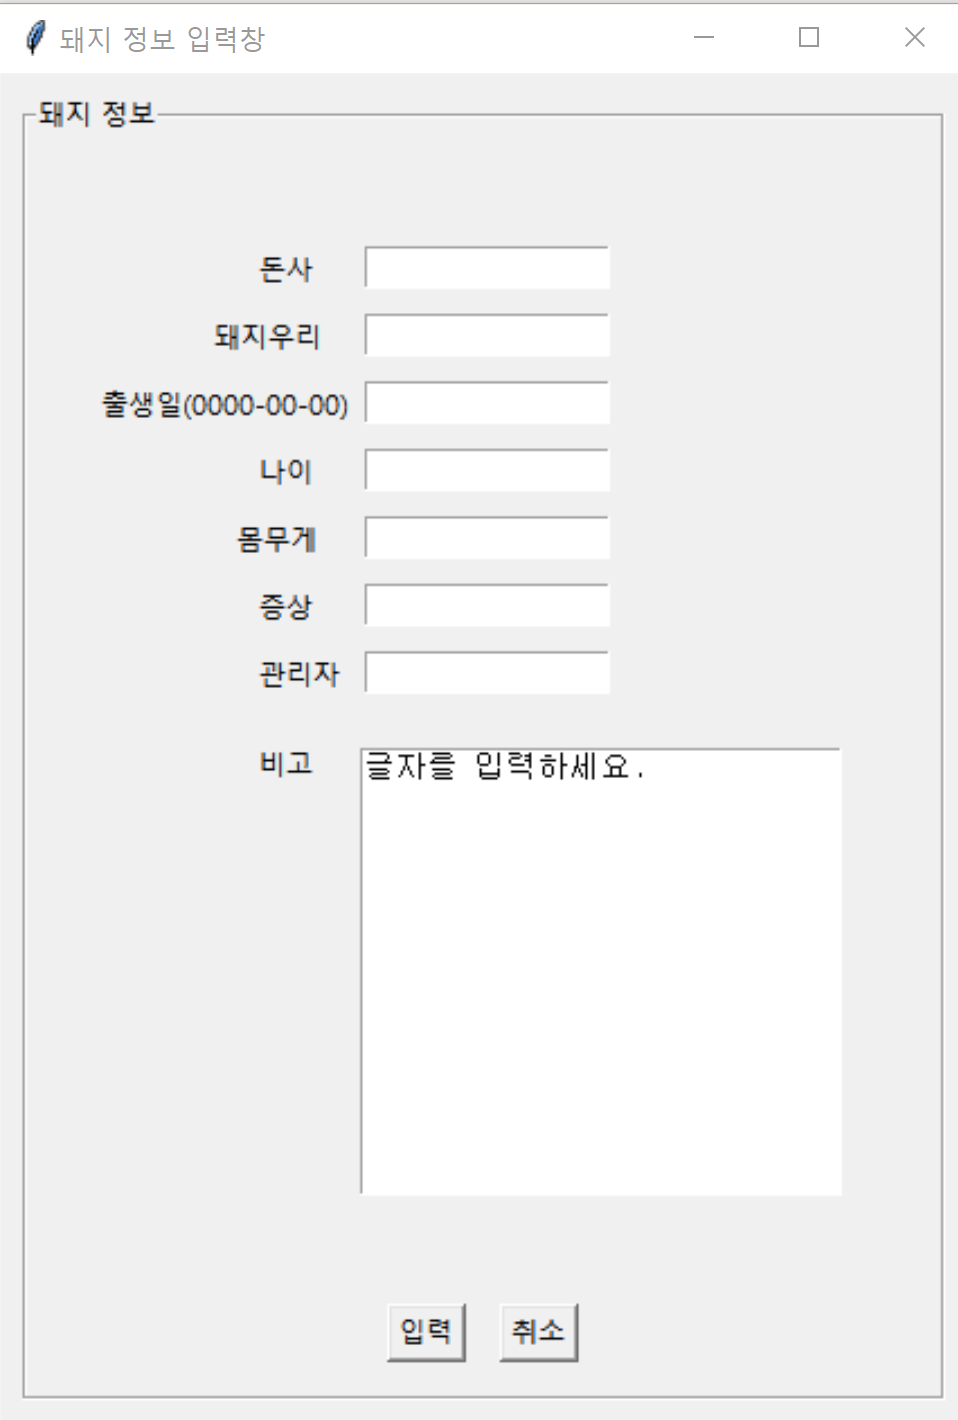 돼지 정보 입력창
돼지 정보
돈사
돼지우리
출생일(0000-00-00)
나이
몸무게
증상
관리자
비고
글자를 입력하세요.
입력
취소